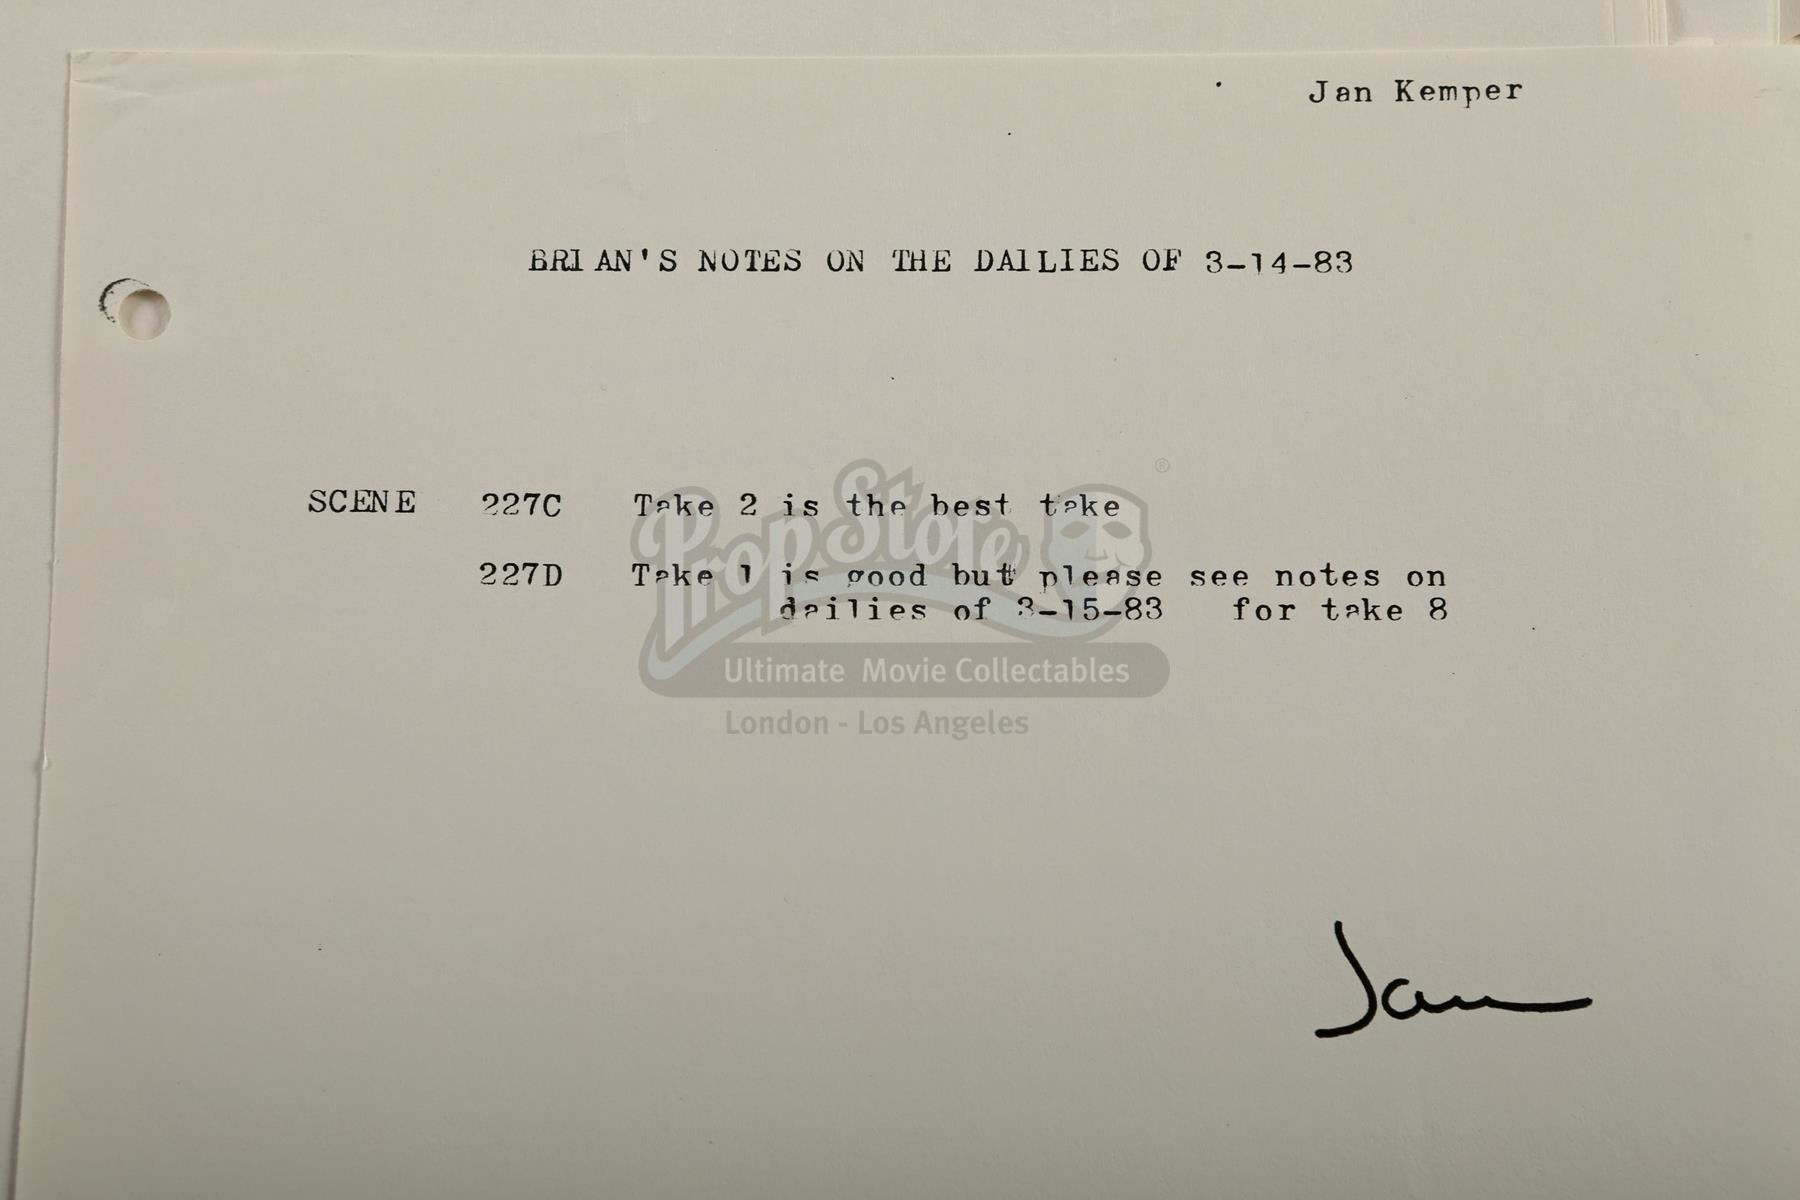 Jan Kemper
BRIAN'S NOTES ON THE DAILIES OF 3-14-83
SCENE 227C Take 2 is the best take
227D Take 1 is good but please see notes on
dailies of 3-15-83 for take 8
PropStore ®
Ultimate Movie Collectables
London - Los Angeles
Jan